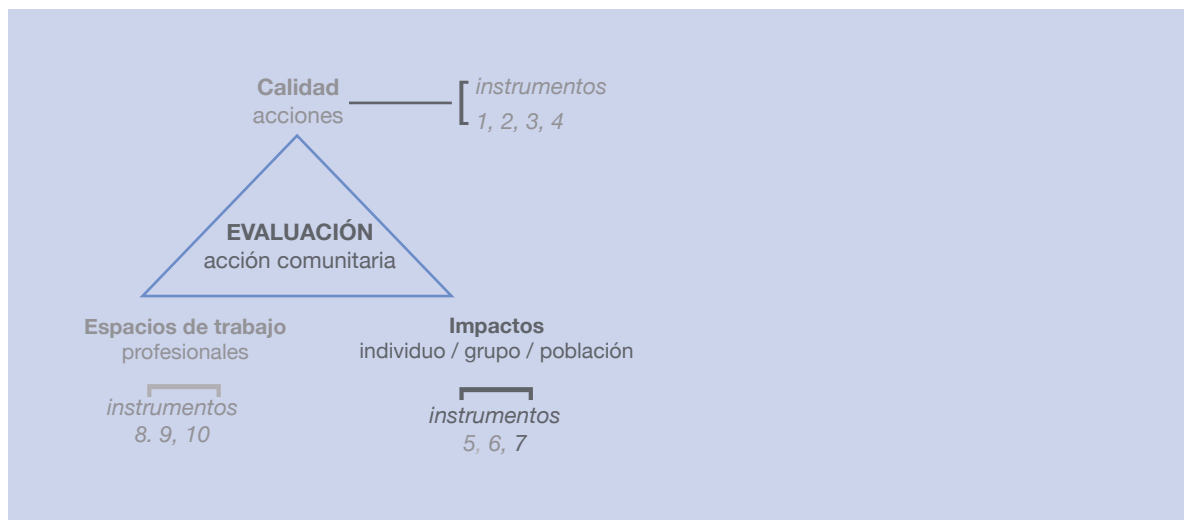 Calidad
acciones
instrumentos
1, 2, 3, 4
EVALUACIÓN
acción comunitaria
Espacios de trabajo
profesionales
instrumentos
8. 9, 10
Impactos
individuo / grupo / población
instrumentos
5, 6, 7